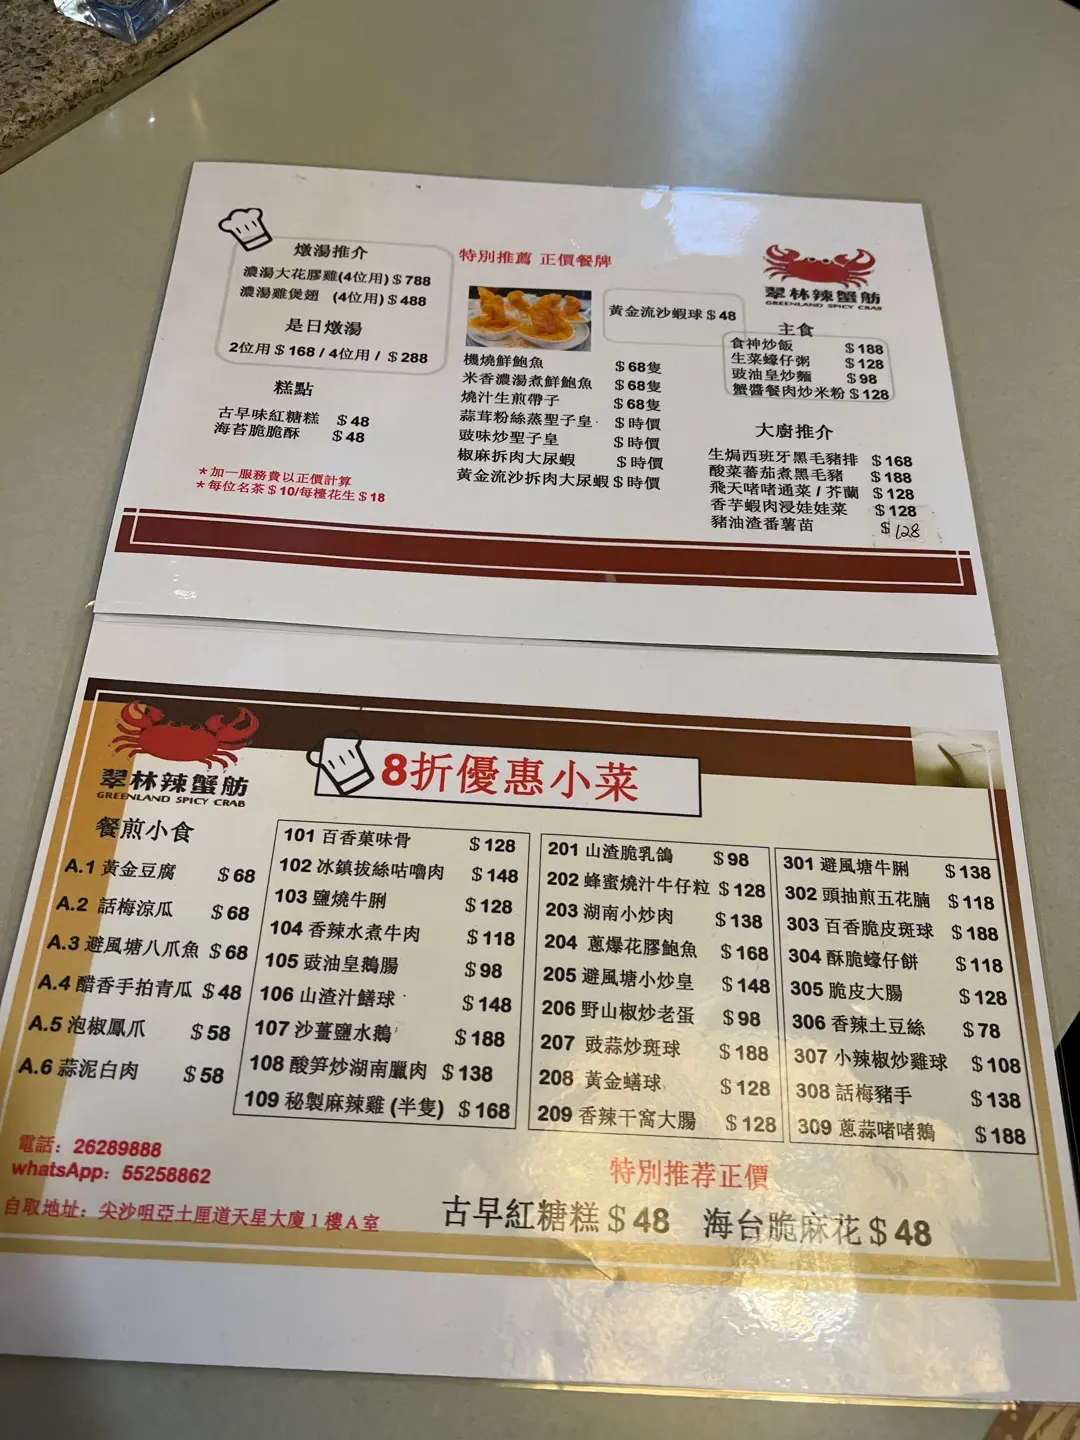 燉湯推介
濃湯大花膠雞(4位用)$788
濃湯雞煲翅 (4位用)$488
是日燉湯
2位用$168/4位用/ $288
糕點
古早味紅糖糕 $48
海苔脆脆酥 $48
*加一服務費以正價計算
*每位名茶$10/每檯花生$18
特別推薦 正價餐牌
黃金流沙蝦球$48
機燒鮮鮑魚 $68隻
米香濃湯煮鮮鮑魚 $68隻
燒汁生煎帶子 $68隻
蒜茸粉絲蒸聖子皇 $時價
豉味炒聖子皇 $時價
椒麻拆肉大尿蝦 $時價
黃金流沙拆肉大尿蝦$時價
翠林辣蟹舫
GREENLAND SPICY CRAB
主食
食神炒飯 $188
生菜蠔仔粥 $128
豉油皇炒麵 $98
蟹醬餐肉炒米粉$128
大廚推介
生焗西班牙黑毛豬排 $168
酸菜蕃茄煮黑毛豬 $188
飛天啫啫通菜/芥蘭 $128
香芋蝦肉浸娃娃菜 $128
豬油渣番薯苗 $128
翠林辣蟹舫
GREENLAND SPICY CRAB
8折優惠小菜
餐煎小食
A.1 黃金豆腐 $68
A.2 話梅涼瓜 $68
A.3 避風塘八爪魚 $68
A.4 醋香手拍青瓜 $48
A.5 泡椒鳳爪 $58
A.6 蒜泥白肉 $58
101 百香菓味骨 $128
102 冰鎮拔絲咕嚕肉 $148
103 鹽燒牛脷 $128
104 香辣水煮牛肉 $118
105 豉油皇鵝腸 $98
106 山渣汁鱔球 $148
107 沙薑鹽水鵝 $188
108 酸笋炒湖南臘肉 $138
109 秘製麻辣雞(半隻) $168
201 山渣脆乳鴿 $98
202 蜂蜜燒汁牛仔粒 $128
203 湖南小炒肉 $138
204 蔥爆花膠鮑魚 $168
205 避風塘小炒皇 $148
206 野山椒炒老蛋 $98
207 豉蒜炒斑球 $188
208 黃金鱔球 $128
209 香辣干窩大腸 $128
301 避風塘牛脷 $138
302 頭抽煎五花腩 $118
303 百香脆皮斑球 $188
304 酥脆蠔仔餅 $118
305 脆皮大腸 $128
306 香辣土豆絲 $78
307 小辣椒炒雞球 $108
308 話梅豬手 $138
309 蔥蒜啫啫鵝 $188
電話：26289888
whatsApp：55258862
自取地址：尖沙咀亞士厘道天星大廈1樓A室
特別推荐正價
古早紅糖糕$48 海台脆麻花$48